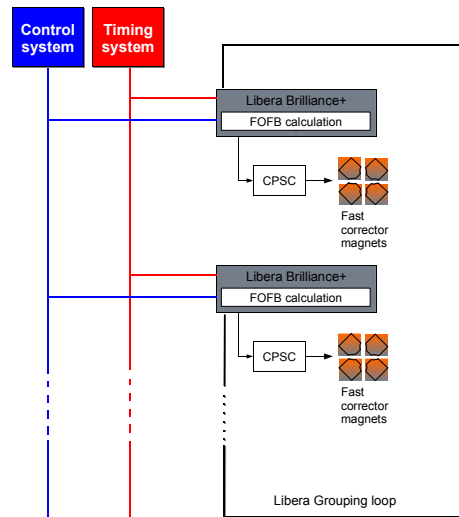 Control
system
Timing
system
Libera Brilliance+
FOFB calculation
CPSC
Fast
corrector
magnets
Libera Brilliance+
FOFB calculation
CPSC
Fast
corrector
magnets
Libera Grouping loop